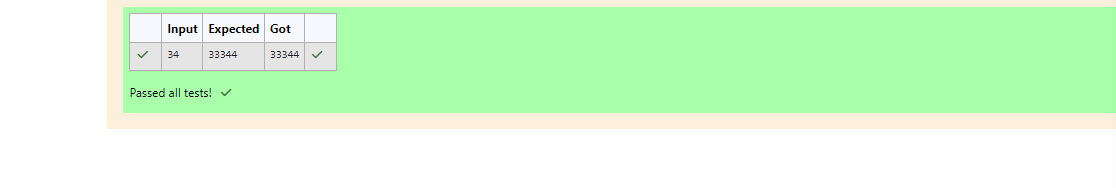 Input Expected Got
34 33344 33344
Passed all tests!